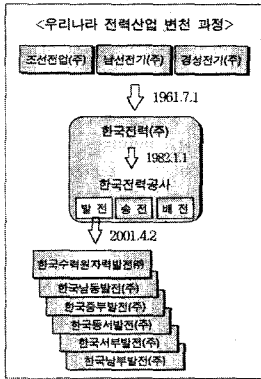 <우리나라 전력산업 변천 과정>
조선전업(주) 남선전기(주) 경성전기(주)
1961.7.1
한국전력(주)
1982.1.1
한국전력공사
발 전 송 전 배 전
2001.4.2
한국수력원자력발전㈜
한국남동발전(주)
한국중부발전(주)
한국동서발전(주)
한국서부발전(주)
한국남부발전(주)